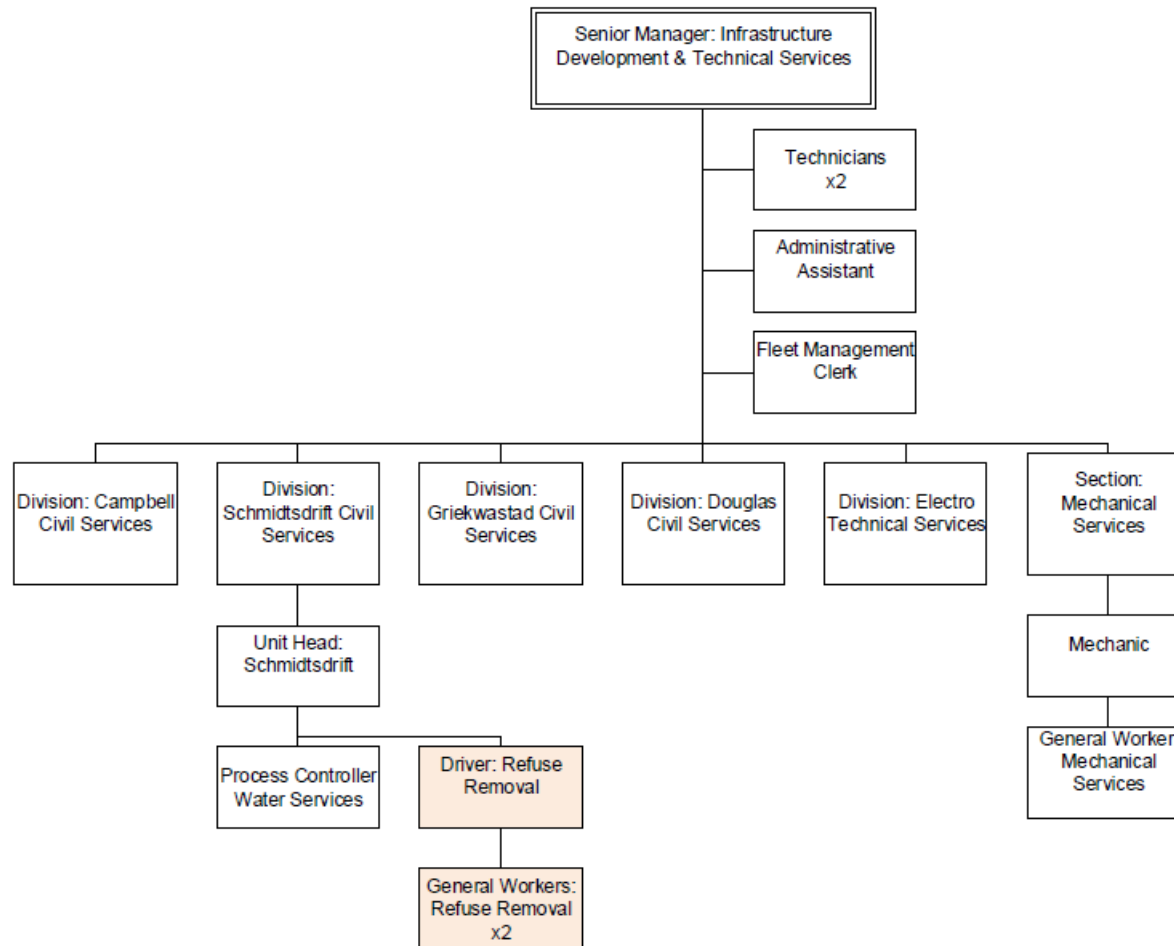 Senior Manager: Infrastructure
Development & Technical Services
Technicians
x2
Administrative
Assistant
Fleet Management
Clerk
Division: Campbell
Civil Services
Division:
Schmidtsdrift Civil
Services
Division:
Griekwastad Civil
Services
Division: Douglas
Civil Services
Division: Electro
Technical Services
Section:
Mechanical
Services
Unit Head:
Schmidtsdrift
Mechanic
Process Controller
Water Services
Driver: Refuse
Removal
General Worker
Mechanical
Services
General Workers:
Refuse Removal
x2